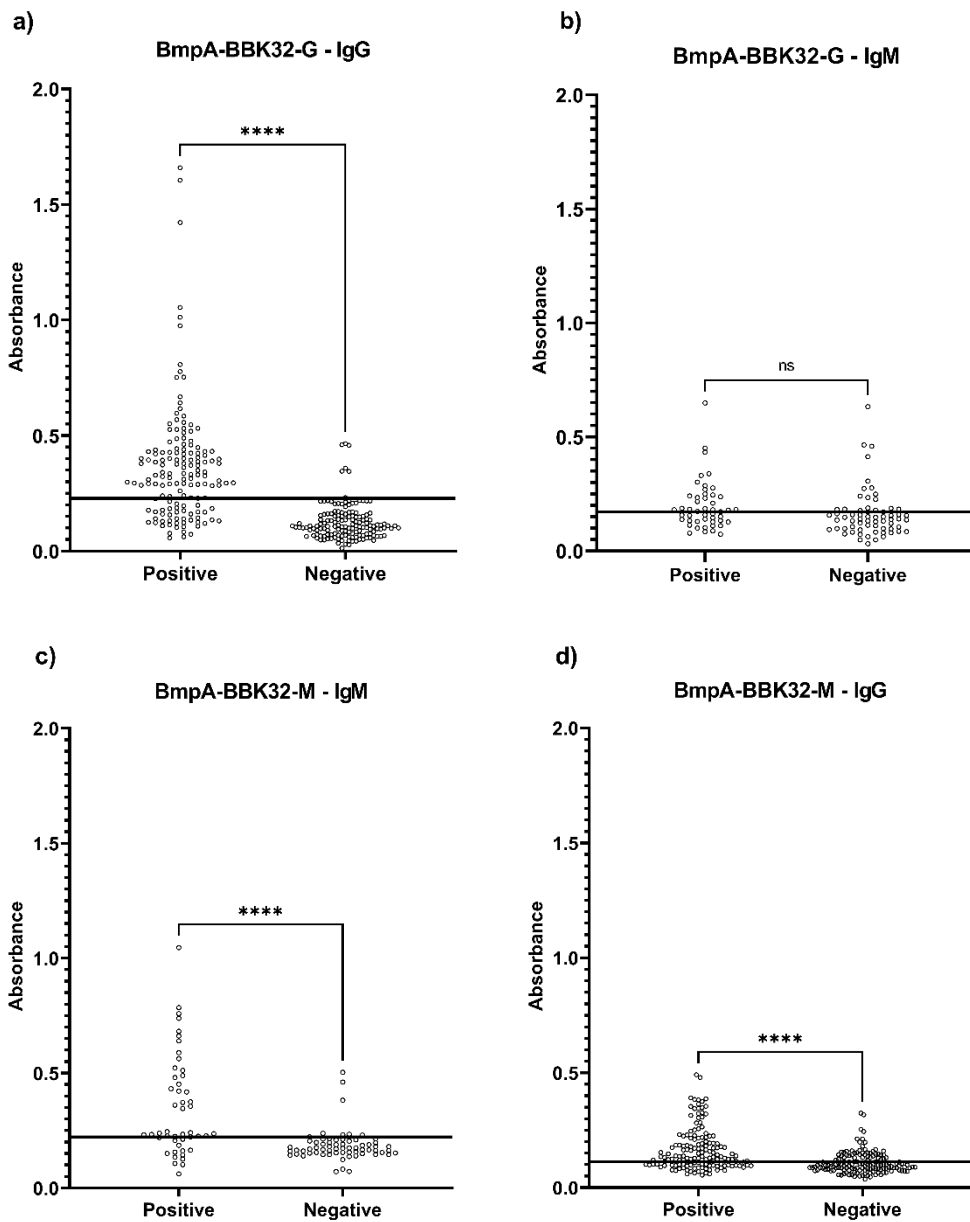 a)
BmpA-BBK32-G - IgG
2.0
1.5
1.0
0.5
0.0
Absorbance
****
Positive
Negative
b)
BmpA-BBK32-G - IgM
2.0
1.5
1.0
0.5
0.0
Absorbance
ns
Positive
Negative
c)
BmpA-BBK32-M - IgM
2.0
1.5
1.0
0.5
0.0
Absorbance
****
Positive
Negative
d)
BmpA-BBK32-M - IgG
2.0
1.5
1.0
0.5
0.0
Absorbance
****
Positive
Negative